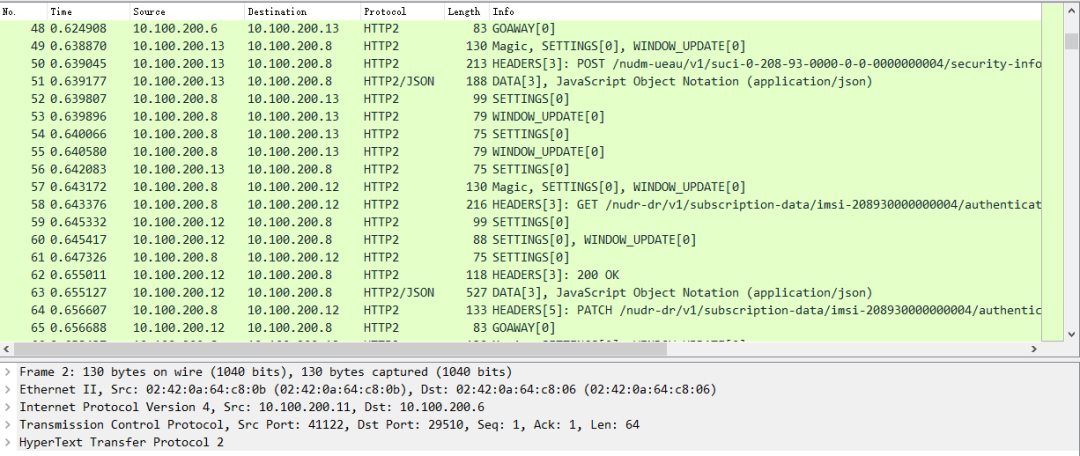 No. Time Source Destination Protocol Length Info
48 0.624908 10.100.200.6 10.100.200.13 HTTP2 83 GOAWAY[0]
49 0.638870 10.100.200.13 10.100.200.8 HTTP2 130 Magic, SETTINGS[0], WINDOW_UPDATE[0]
50 0.639045 10.100.200.13 10.100.200.8 HTTP2 213 HEADERS[3]: POST /nudm-ueau/v1/suci-0-208-93-0000-0-0-0000000004/security-info
51 0.639177 10.100.200.13 10.100.200.8 HTTP2/JSON 188 DATA[3], JavaScript Object Notation (application/json)
52 0.639807 10.100.200.8 10.100.200.13 HTTP2 99 SETTINGS[0]
53 0.639896 10.100.200.8 10.100.200.13 HTTP2 79 WINDOW_UPDATE[0]
54 0.640066 10.100.200.8 10.100.200.13 HTTP2 75 SETTINGS[0]
55 0.640580 10.100.200.8 10.100.200.13 HTTP2 79 WINDOW_UPDATE[0]
56 0.642083 10.100.200.13 10.100.200.8 HTTP2 75 SETTINGS[0]
57 0.643172 10.100.200.8 10.100.200.12 HTTP2 130 Magic, SETTINGS[0], WINDOW_UPDATE[0]
58 0.643376 10.100.200.8 10.100.200.12 HTTP2 216 HEADERS[3]: GET /nudr-dr/v1/subscription-data/imsi-208930000000004/authenticat
59 0.645332 10.100.200.12 10.100.200.8 HTTP2 99 SETTINGS[0]
60 0.645417 10.100.200.12 10.100.200.8 HTTP2 88 SETTINGS[0], WINDOW_UPDATE[0]
61 0.647326 10.100.200.8 10.100.200.12 HTTP2 75 SETTINGS[0]
62 0.655011 10.100.200.12 10.100.200.8 HTTP2 118 HEADERS[3]: 200 OK
63 0.655127 10.100.200.12 10.100.200.8 HTTP2/JSON 527 DATA[3], JavaScript Object Notation (application/json)
64 0.656607 10.100.200.8 10.100.200.12 HTTP2 133 HEADERS[5]: PATCH /nudr-dr/v1/subscription-data/imsi-208930000000004/authentic
65 0.656688 10.100.200.12 10.100.200.8 HTTP2 83 GOAWAY[0]
Frame 2: 130 bytes on wire (1040 bits), 130 bytes captured (1040 bits)
Ethernet II, Src: 02:42:0a:64:c8:0b (02:42:0a:64:c8:0b), Dst: 02:42:0a:64:c8:06 (02:42:0a:64:c8:06)
Internet Protocol Version 4, Src: 10.100.200.11, Dst: 10.100.200.6
Transmission Control Protocol, Src Port: 41122, Dst Port: 29510, Seq: 1, Ack: 1, Len: 64
HyperText Transfer Protocol 2